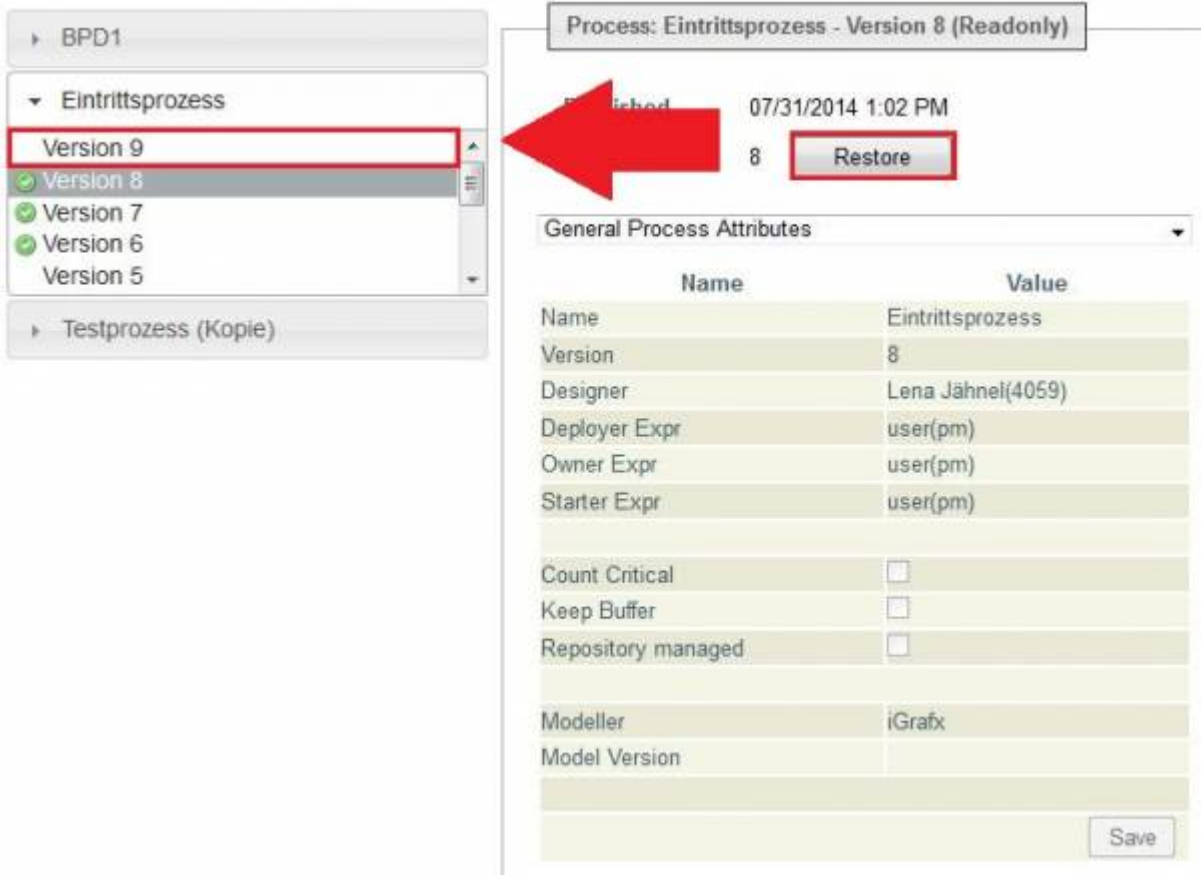 BPD1
Eintrittsprozess
Version 9
Version 8
Version 7
Version 6
Version 5
Testprozess (Kopie)
Process: Eintrittsprozess - Version 8 (Readonly)
07/31/2014 1:02 PM
8 Restore
General Process Attributes
Name Value
Name Eintrittsprozess
Version 8
Designer Lena Jähnel(4059)
Deployer Expr user(pm)
Owner Expr user(pm)
Starter Expr user(pm)
Count Critical
Keep Buffer
Repository managed
Modeller iGrafx
Model Version
Save